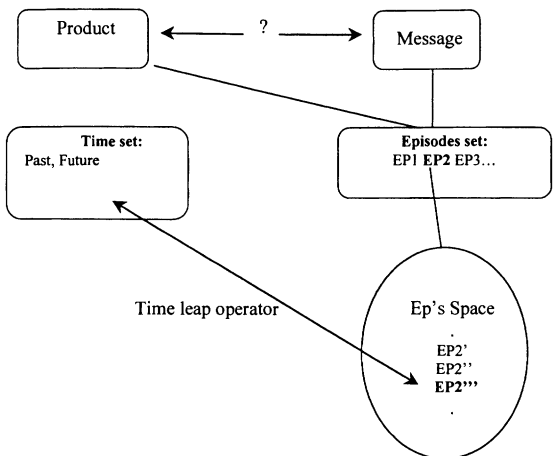 Product
?
Message
Time set:
Past, Future
Episodes set:
EP1 EP2 EP3...
Time leap operator
Ep's Space
.
EP2'
EP2''
EP2'''
.